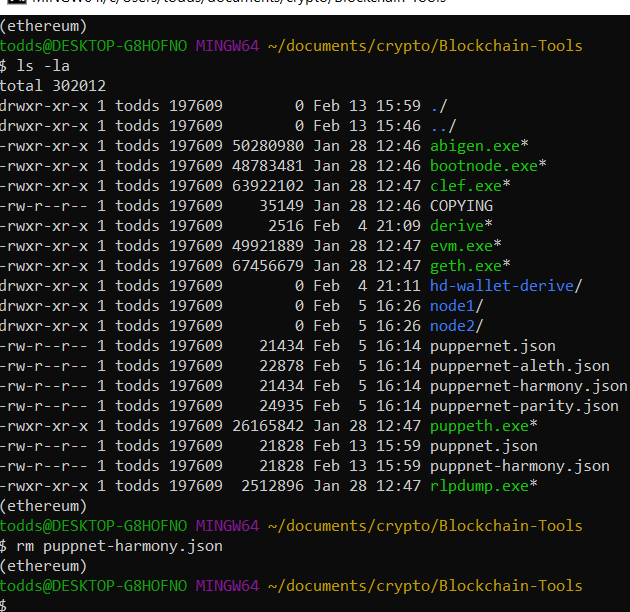 MINGW64:/c/Users/todds/documents/crypto/Blockchain-Tools
(ethereum)
todds@DESKTOP-G8HOFNO MINGW64 ~/documents/crypto/Blockchain-Tools
$ ls -la
total 302012
drwxr-xr-x 1 todds 197609        0 Feb 13 15:59 ./
drwxr-xr-x 1 todds 197609        0 Feb 13 15:46 ../
-rwxr-xr-x 1 todds 197609 50280980 Jan 28 12:46 abigen.exe*
-rwxr-xr-x 1 todds 197609 48783481 Jan 28 12:46 bootnode.exe*
-rwxr-xr-x 1 todds 197609 63922102 Jan 28 12:47 clef.exe*
-rw-r--r-- 1 todds 197609    35149 Jan 28 12:46 COPYING
-rwxr-xr-x 1 todds 197609     2516 Feb  4 21:09 derive*
-rwxr-xr-x 1 todds 197609 49921889 Jan 28 12:47 evm.exe*
-rwxr-xr-x 1 todds 197609 67456679 Jan 28 12:47 geth.exe*
drwxr-xr-x 1 todds 197609        0 Feb  4 21:11 hd-wallet-derive/
drwxr-xr-x 1 todds 197609        0 Feb  5 16:26 node1/
drwxr-xr-x 1 todds 197609        0 Feb  5 16:26 node2/
-rw-r--r-- 1 todds 197609    21434 Feb  5 16:14 puppernet.json
-rw-r--r-- 1 todds 197609    22878 Feb  5 16:14 puppernet-aleth.json
-rw-r--r-- 1 todds 197609    21434 Feb  5 16:14 puppernet-harmony.json
-rw-r--r-- 1 todds 197609    24935 Feb  5 16:14 puppernet-parity.json
-rwxr-xr-x 1 todds 197609 26165842 Jan 28 12:47 puppeth.exe*
-rw-r--r-- 1 todds 197609    21828 Feb 13 15:59 puppnet.json
-rw-r--r-- 1 todds 197609    21828 Feb 13 15:59 puppnet-harmony.json
-rwxr-xr-x 1 todds 197609  2512896 Jan 28 12:47 rlpdump.exe*
(ethereum)
todds@DESKTOP-G8HOFNO MINGW64 ~/documents/crypto/Blockchain-Tools
$ rm puppnet-harmony.json
(ethereum)
todds@DESKTOP-G8HOFNO MINGW64 ~/documents/crypto/Blockchain-Tools
$